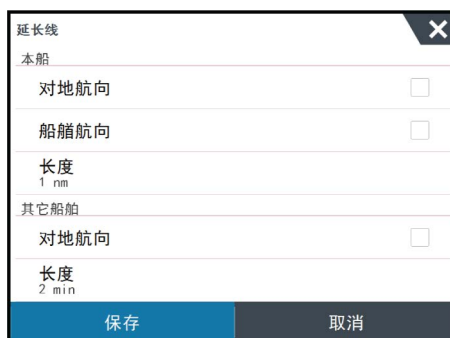 延长线
本船
对地航向
船艏航向
长度
1 nm
其它船舶
对地航向
长度
2 min
保存 取消